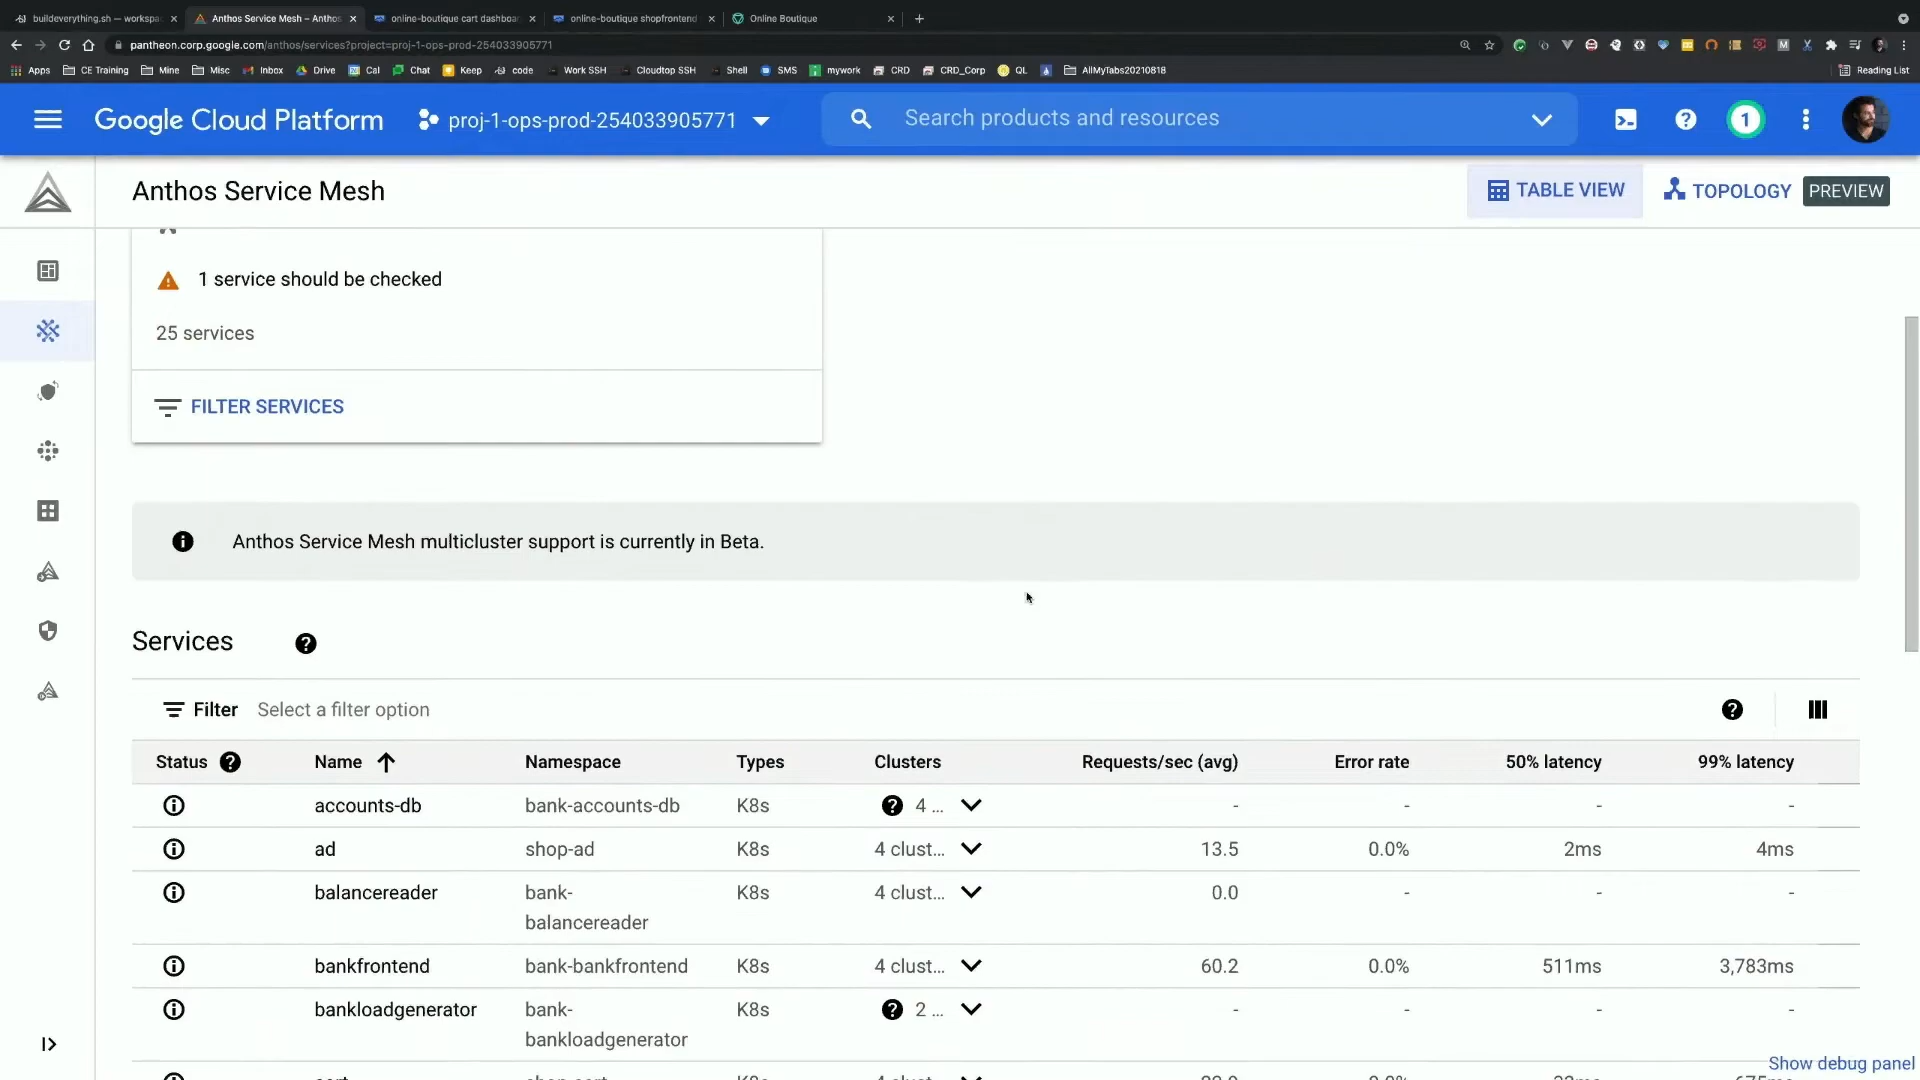 buildeverything.sh — workspa
Anthos Service Mesh – Anthos
online-boutique cart dashboar
online-boutique shopfrontend
Online Boutique
pantheon.corp.google.com/anthos/services?project=proj-1-ops-prod-254033905771
Apps CE Training Mine Misc Inbox Drive Cal Chat Keep code Work SSH Cloudtop SSH Shell SMS mywork CRD CRD_Corp QL AllMyTabs20210818 Reading List
Google Cloud Platform proj-1-ops-prod-254033905771 Search products and resources 1
Anthos Service Mesh TABLE VIEW TOPOLOGY PREVIEW
1 service should be checked
25 services
FILTER SERVICES
Anthos Service Mesh multicluster support is currently in Beta.
Services
Filter Select a filter option
Status Name Namespace Types Clusters Requests/sec (avg) Error rate 50% latency 99% latency
accounts-db bank-accounts-db K8s 4 ... - - - -
ad shop-ad K8s 4 clust... 13.5 0.0% 2ms 4ms
balancereader bank- K8s 4 clust... 0.0 - - -
balancereader
bankfrontend bank-bankfrontend K8s 4 clust... 60.2 0.0% 511ms 3,783ms
bankloadgenerator bank- K8s 2 ... - - - -
bankloadgenerator
Show debug panel